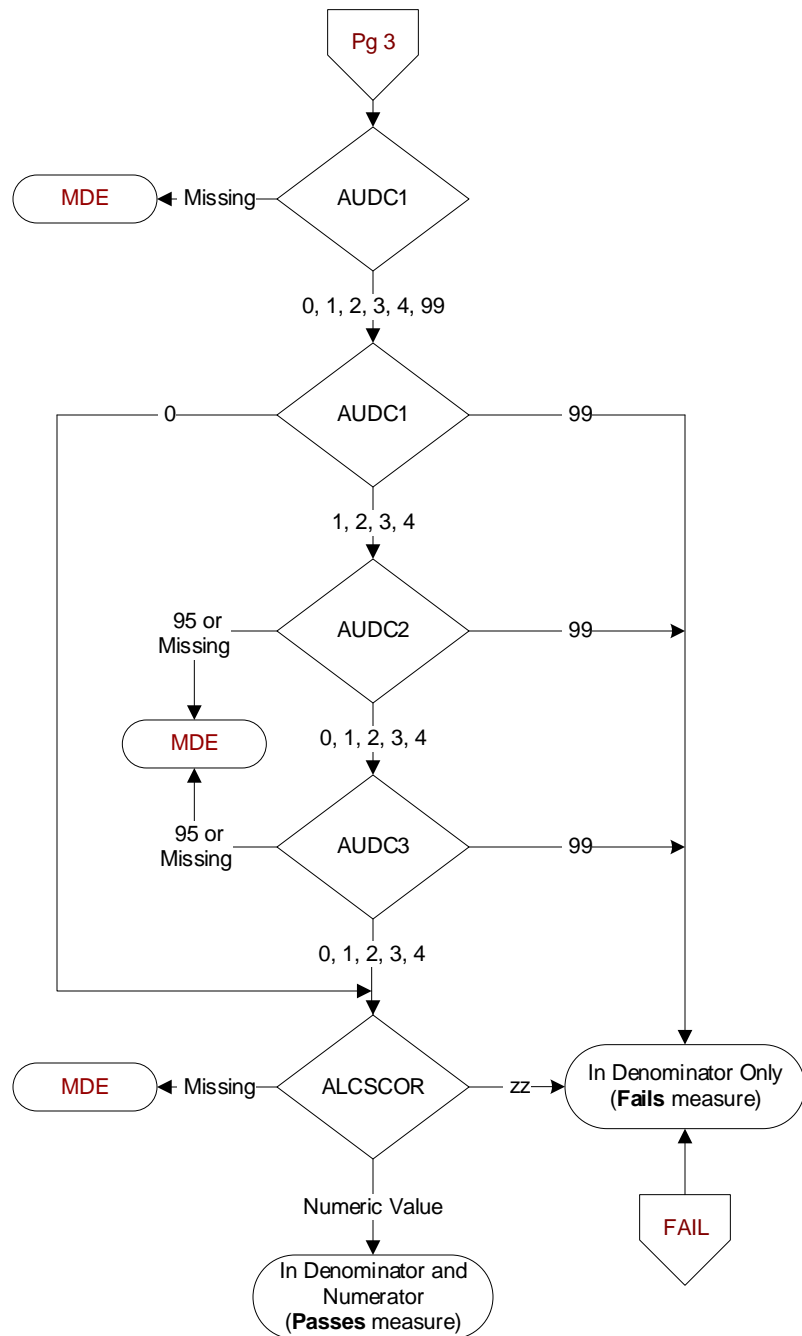 Pg 3
AUDC1
MDE
Missing
0, 1, 2, 3, 4, 99
AUDC1
0
99
1, 2, 3, 4
AUDC2
95 or
Missing
99
MDE
0, 1, 2, 3, 4
AUDC3
95 or
Missing
99
0, 1, 2, 3, 4
MDE
Missing
ALCSCOR
zz
In Denominator Only
(Fails measure)
Numeric Value
FAIL
In Denominator and
Numerator
(Passes measure)